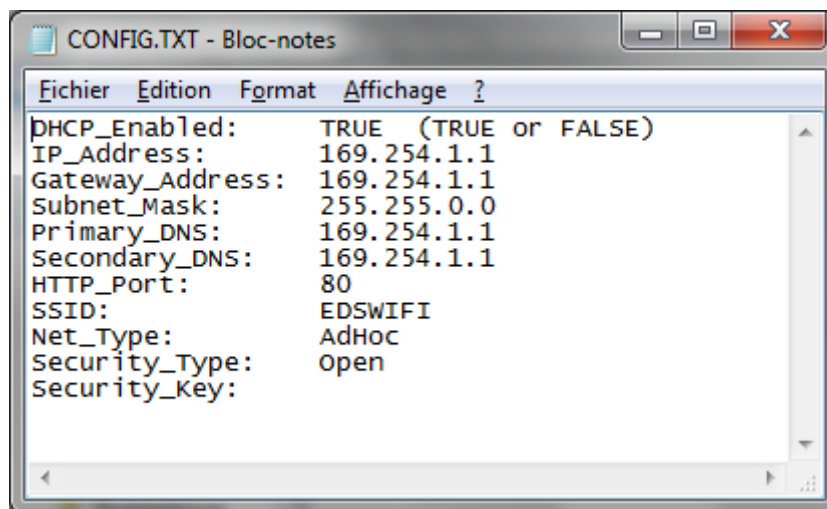 CONFIG.TXT - Bloc-notes
Fichier Edition Format Affichage ?
DHCP_Enabled: TRUE (TRUE or FALSE)
IP_Address: 169.254.1.1
Gateway_Address: 169.254.1.1
Subnet_Mask: 255.255.0.0
Primary_DNS: 169.254.1.1
Secondary_DNS: 169.254.1.1
HTTP_Port: 80
SSID: EDSWIFI
Net_Type: AdHoc
Security_Type: Open
Security_Key: